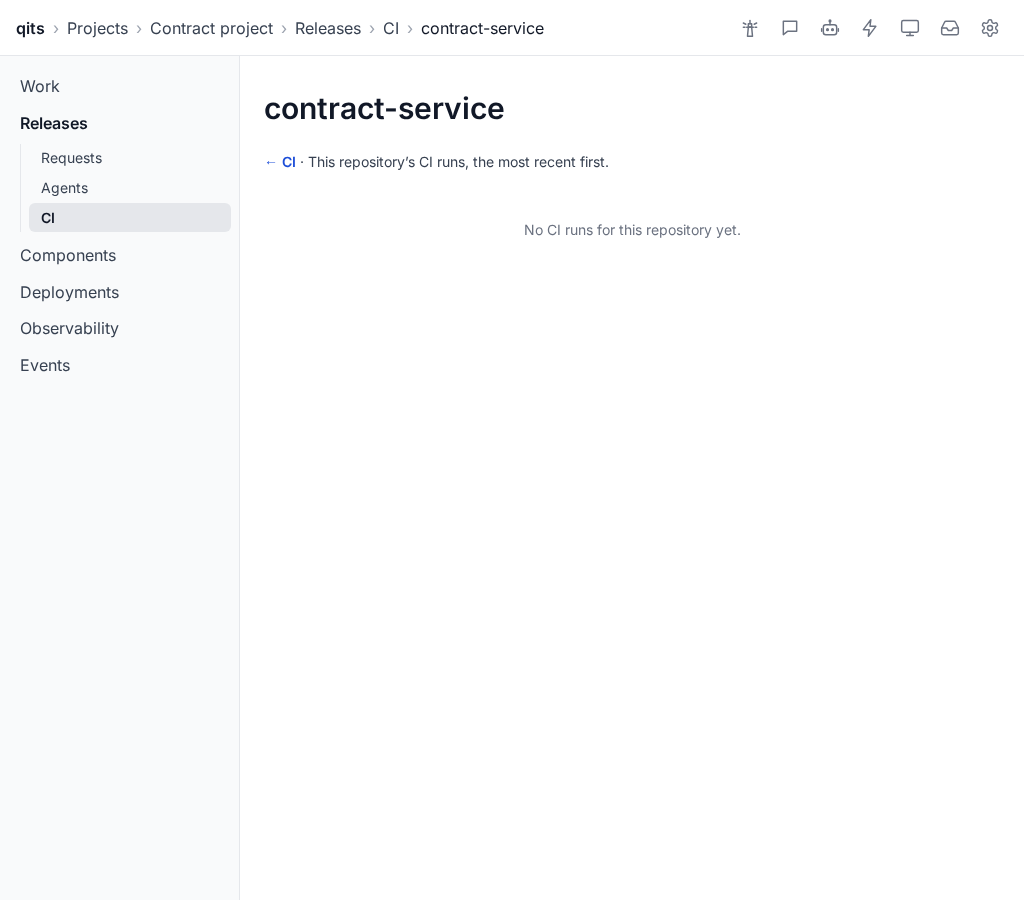 qits › Projects › Contract project › Releases › CI › contract-service
Work
Releases
Requests
Agents
CI
Components
Deployments
Observability
Events
contract-service
← CI · This repository’s CI runs, the most recent first.
No CI runs for this repository yet.